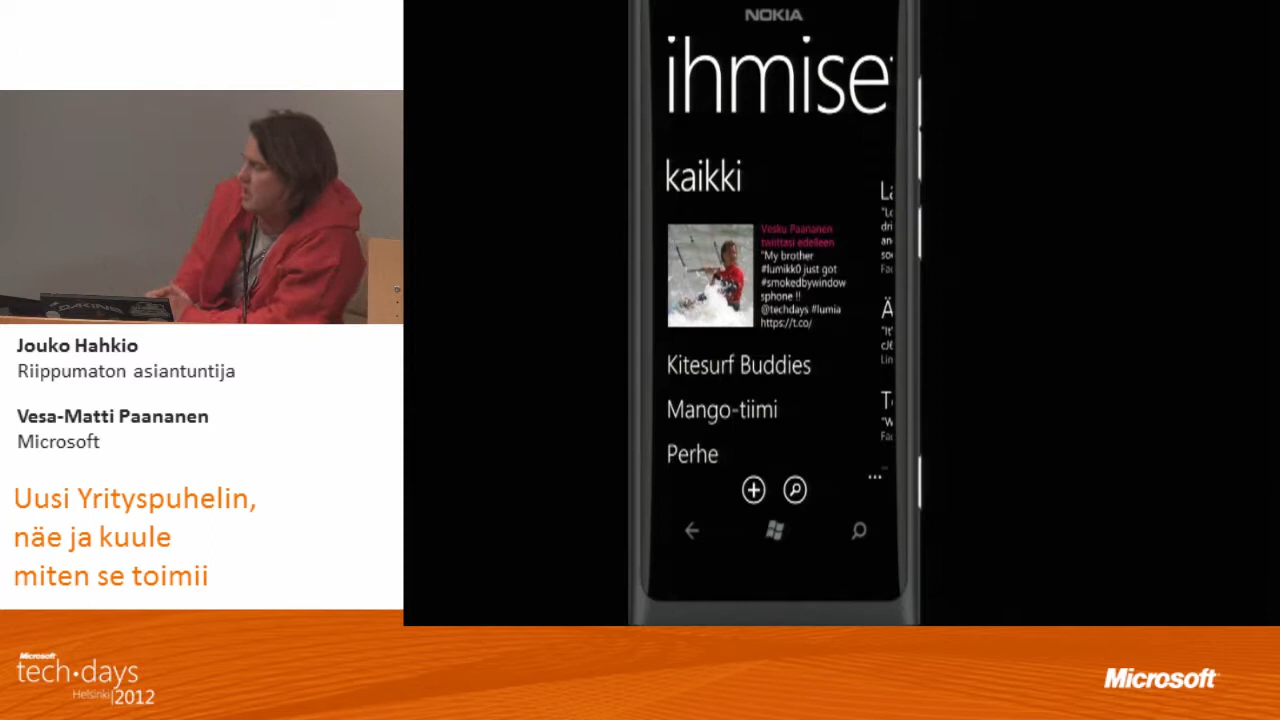 NOKIA
ihmiset
kaikki
Vesku Paananen
twiittasi edelleen
"My brother
#lumikk0 just got
#smokedbywindow
sphone !!
@techdays #lumia
https://t.co/
Kitesurf Buddies
Mango-tiimi
Perhe
DAKINE
Jouko Hahkio
Riippumaton asiantuntija
Vesa-Matti Paananen
Microsoft
Uusi Yrityspuhelin,
näe ja kuule
miten se toimii
Microsoft
tech·days
Helsinki|2012
Microsoft